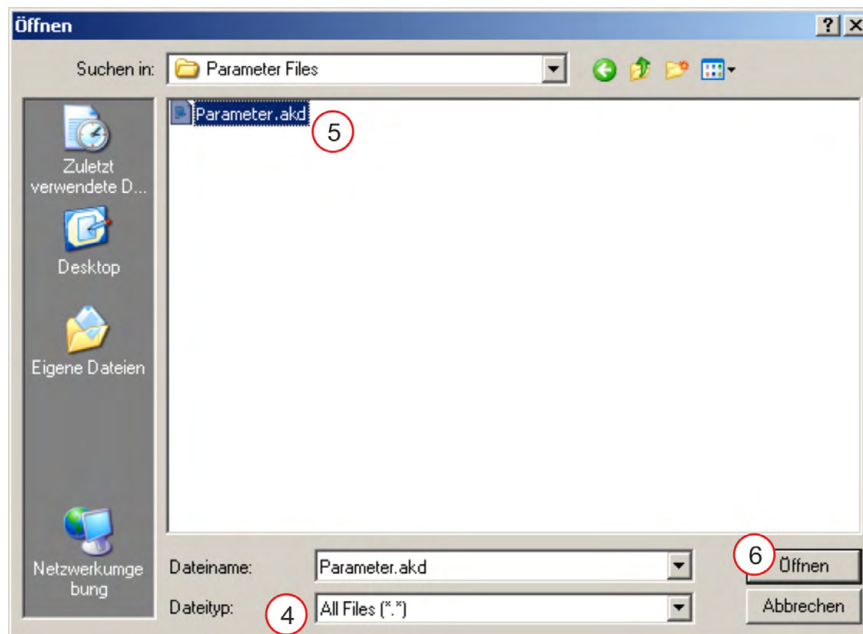 Öffnen
Suchen in:
Parameter Files
Parameter.akd
5
Zuletzt
verwendete D...
Desktop
Eigene Dateien
Netzwerkumge
bung
Dateiname:
Parameter.akd
6
Öffnen
Dateityp:
4
All Files (*.*)
Abbrechen